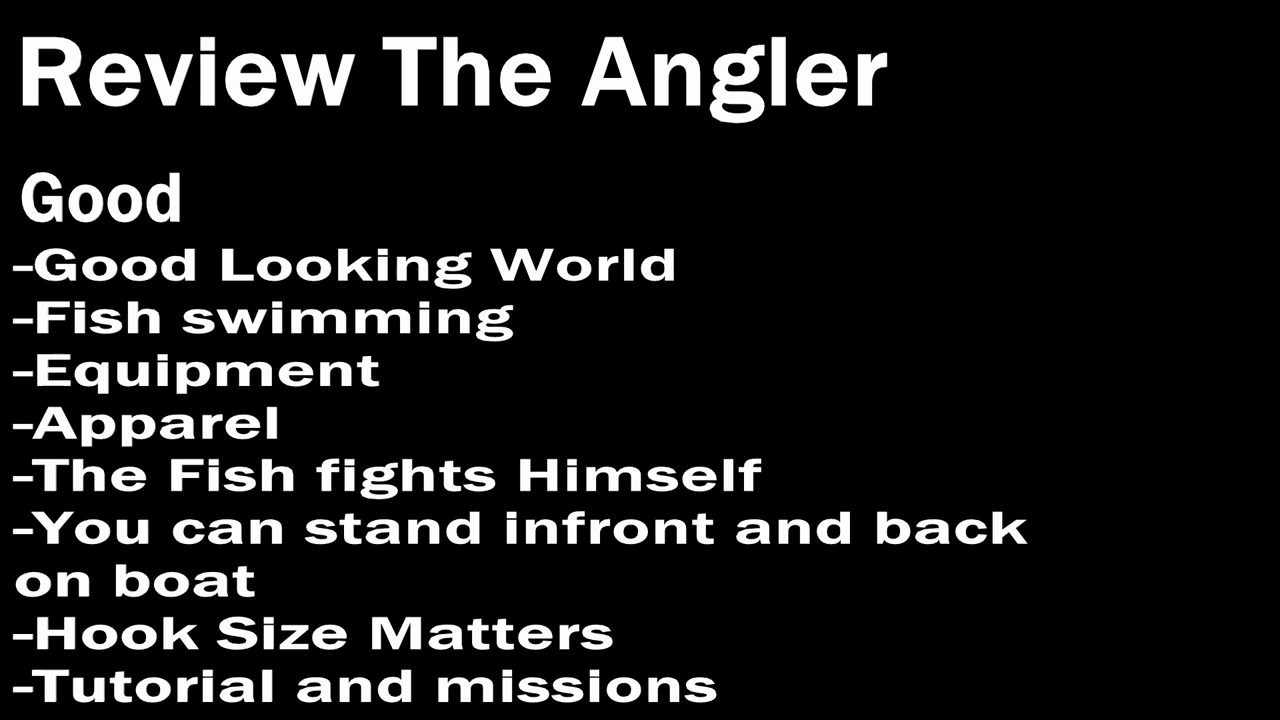 Review The Angler
Good
-Good Looking World
-Fish swimming
-Equipment
-Apparel
-The Fish fights Himself
-You can stand infront and back
on boat
-Hook Size Matters
-Tutorial and missions